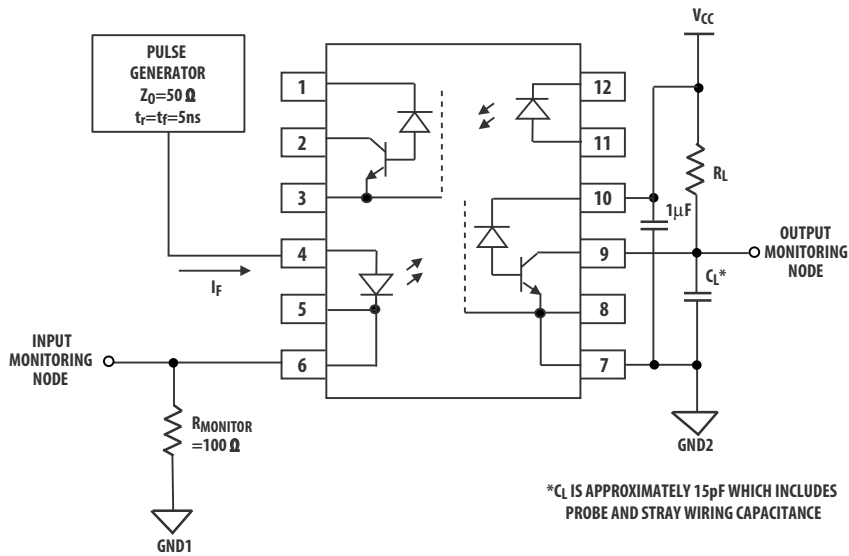 PULSE
GENERATOR
Z0=50 Ω
tr=tf=5ns
VCC
1
2
3
4
5
6
12
11
10
9
8
7
IF
1μF
RL
CL*
OUTPUT
MONITORING
NODE
INPUT
MONITORING
NODE
RMONITOR
=100 Ω
GND1
GND2
*CL IS APPROXIMATELY 15pF WHICH INCLUDES
PROBE AND STRAY WIRING CAPACITANCE